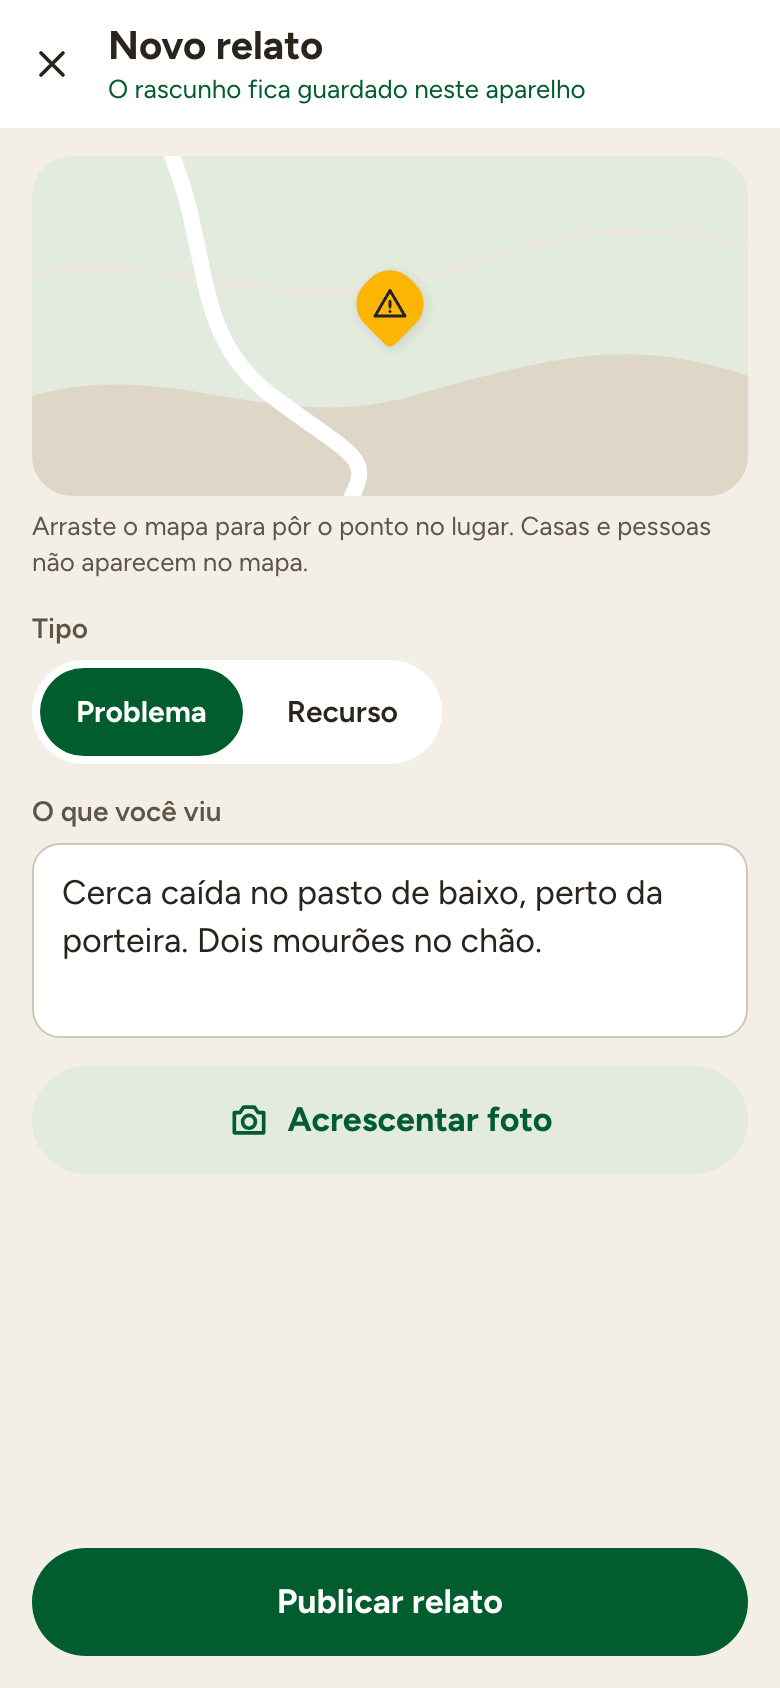 Novo relato
O rascunho fica guardado neste aparelho
Arraste o mapa para pôr o ponto no lugar. Casas e pessoas
não aparecem no mapa.
Tipo
Problema
Recurso
O que você viu
Cerca caída no pasto de baixo, perto da
porteira. Dois mourões no chão.
Acrescentar foto
Publicar relato